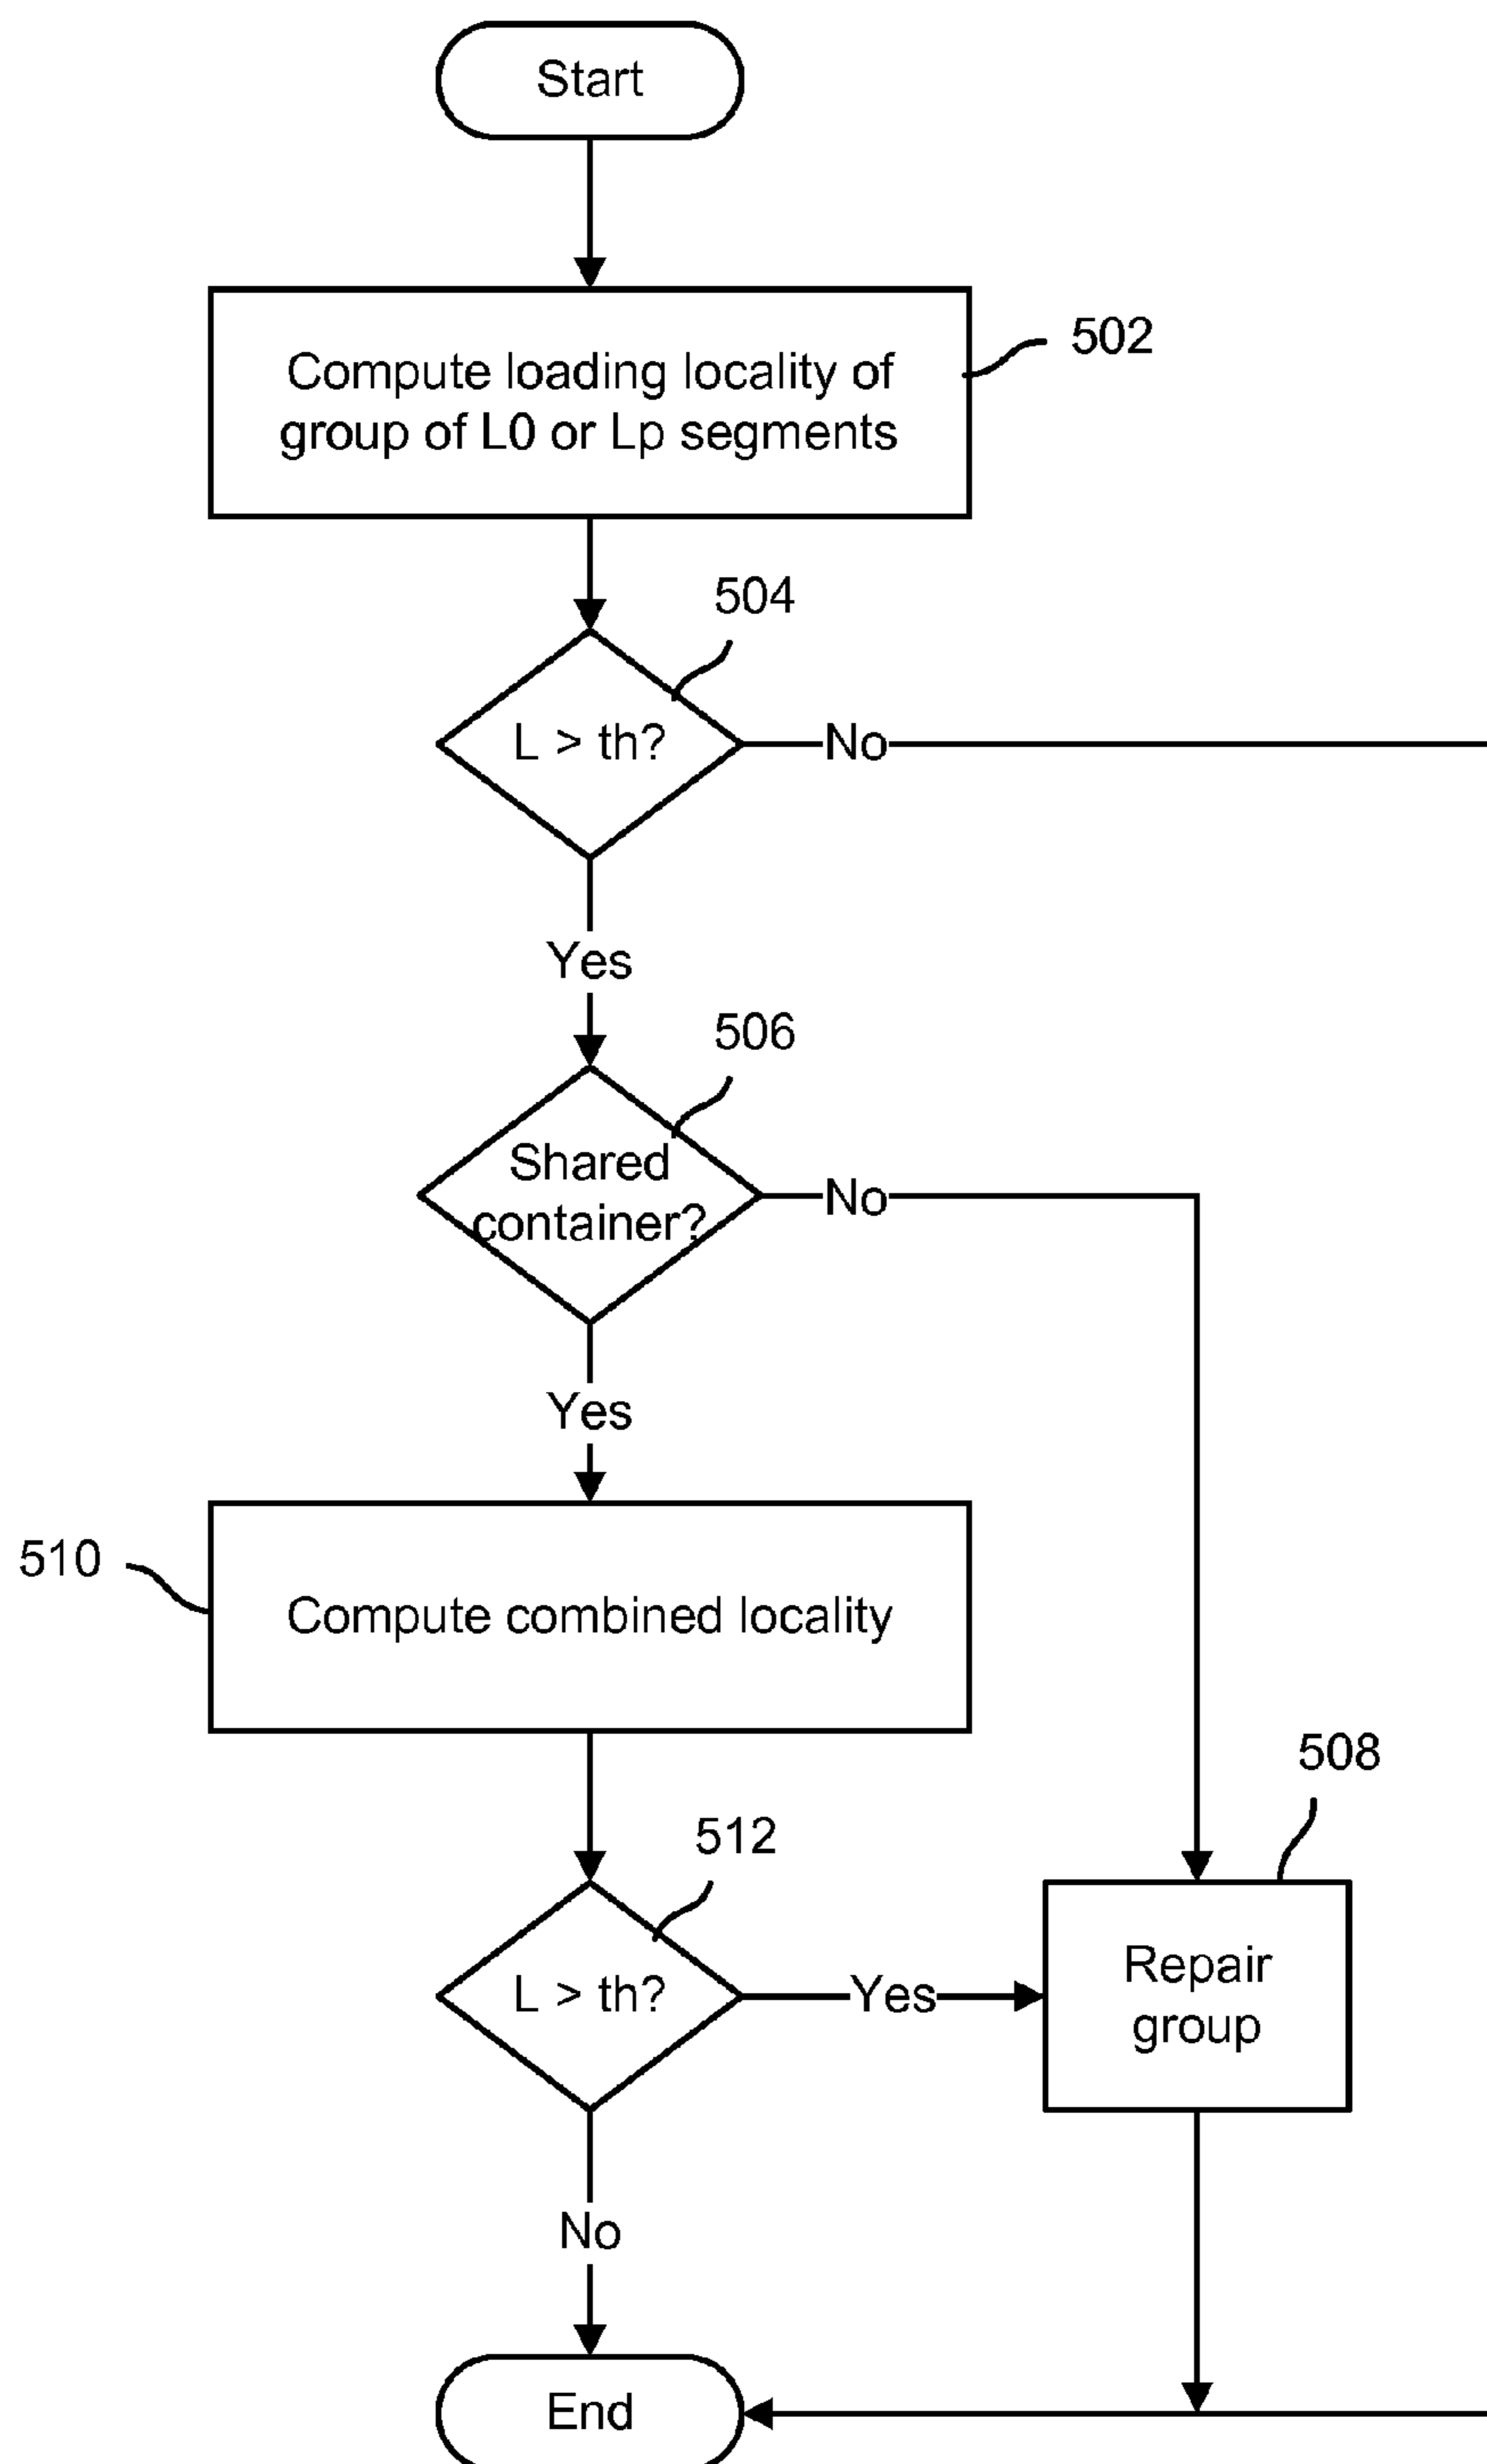 Start
Compute loading locality of
group of L0 or Lp segments
502
504
L > th?
No
Yes
506
Shared
container?
No
Yes
510
Compute combined locality
508
512
L > th?
Yes
Repair
group
No
End